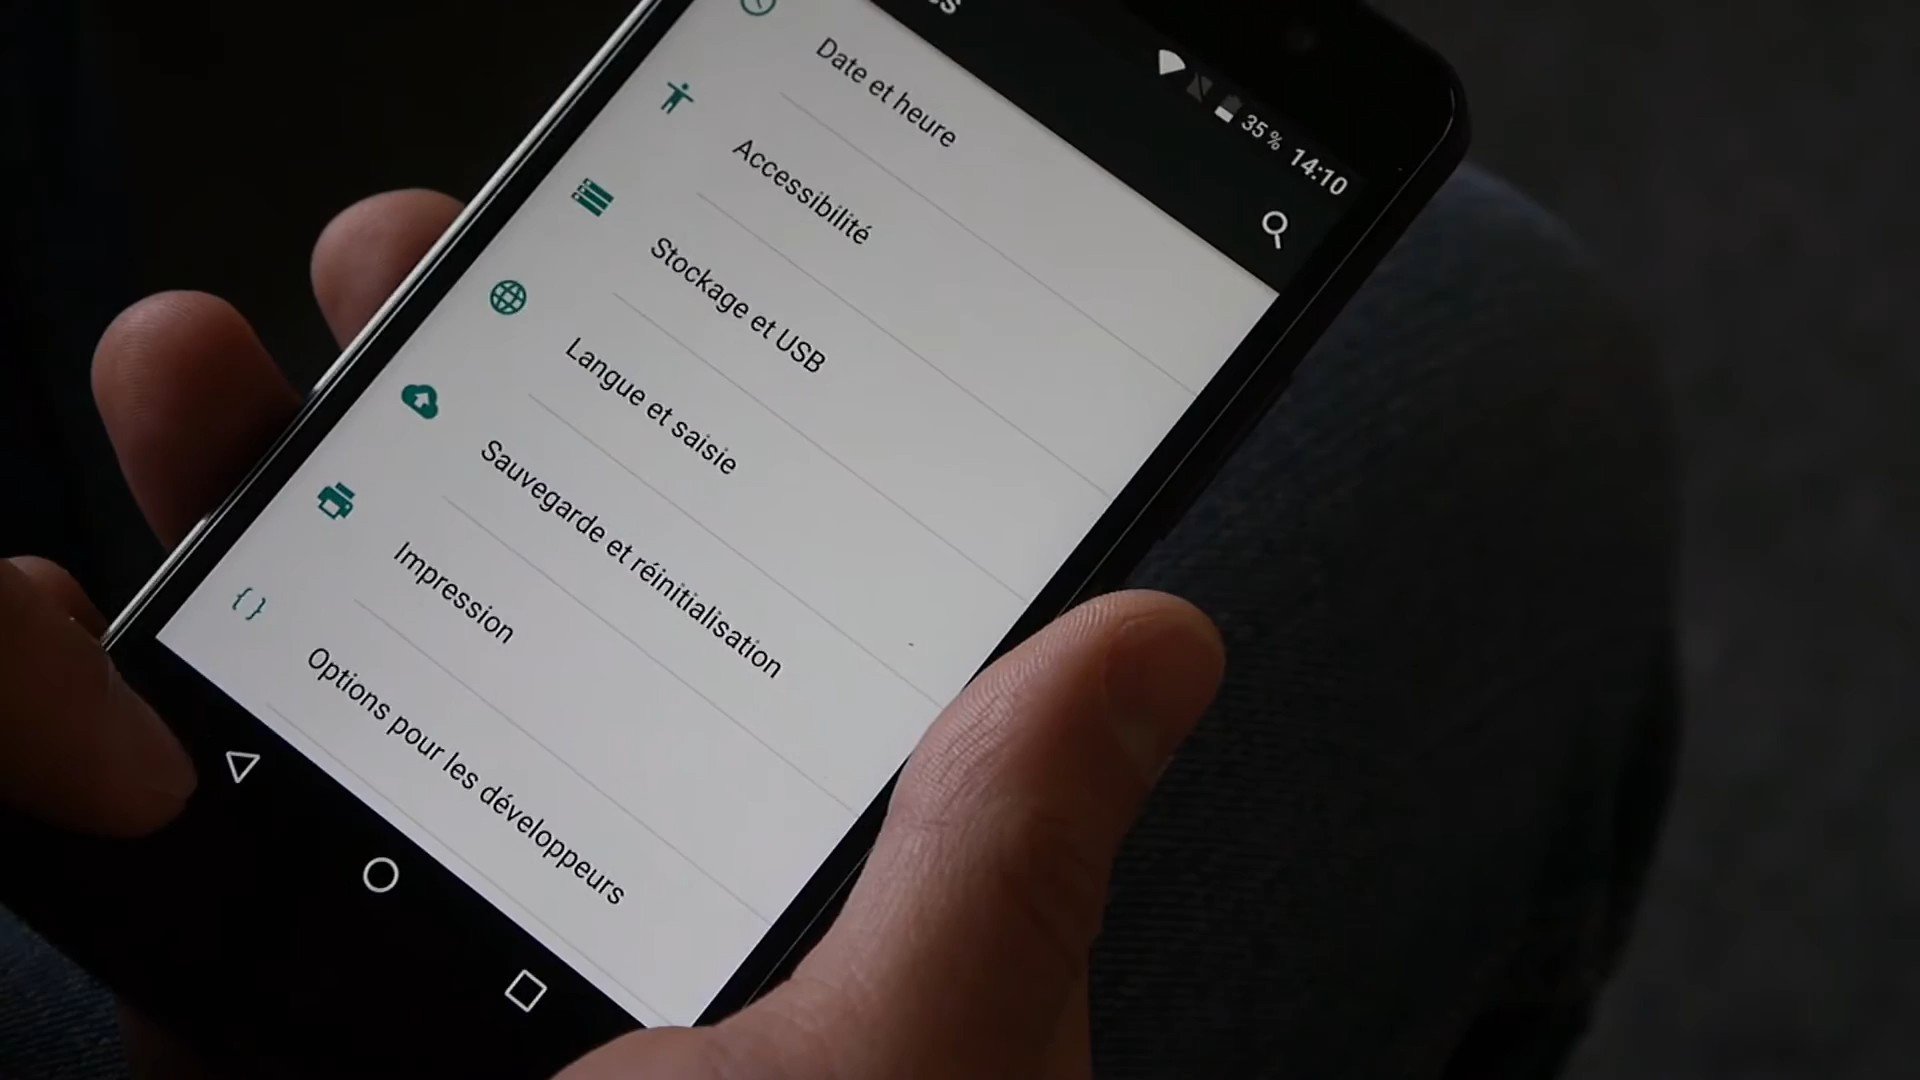 35 % 14:10
Date et heure
Accessibilité
Stockage et USB
Langue et saisie
Sauvegarde et réinitialisation
Impression
Options pour les développeurs